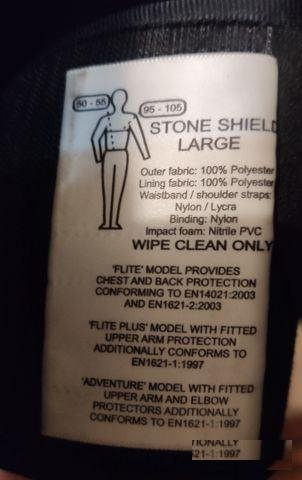 50 - 55
95 - 105
STONE SHIELD
LARGE
Outer fabric: 100% Polyester
Lining fabric: 100% Polyester
Waistband / shoulder straps:
Nylon / Lycra
Binding: Nylon
Impact foam: Nitrile PVC
WIPE CLEAN ONLY
'FLITE' MODEL PROVIDES
CHEST AND BACK PROTECTION
CONFORMING TO EN14021:2003
AND EN1621-2:2003
'FLITE PLUS' MODEL WITH FITTED
UPPER ARM PROTECTION
ADDITIONALLY CONFORMS TO
EN1621-1:1997
'ADVENTURE' MODEL WITH FITTED
UPPER ARM AND ELBOW
PROTECTORS ADDITIONALLY
CONFORMS TO EN1621-1:1997